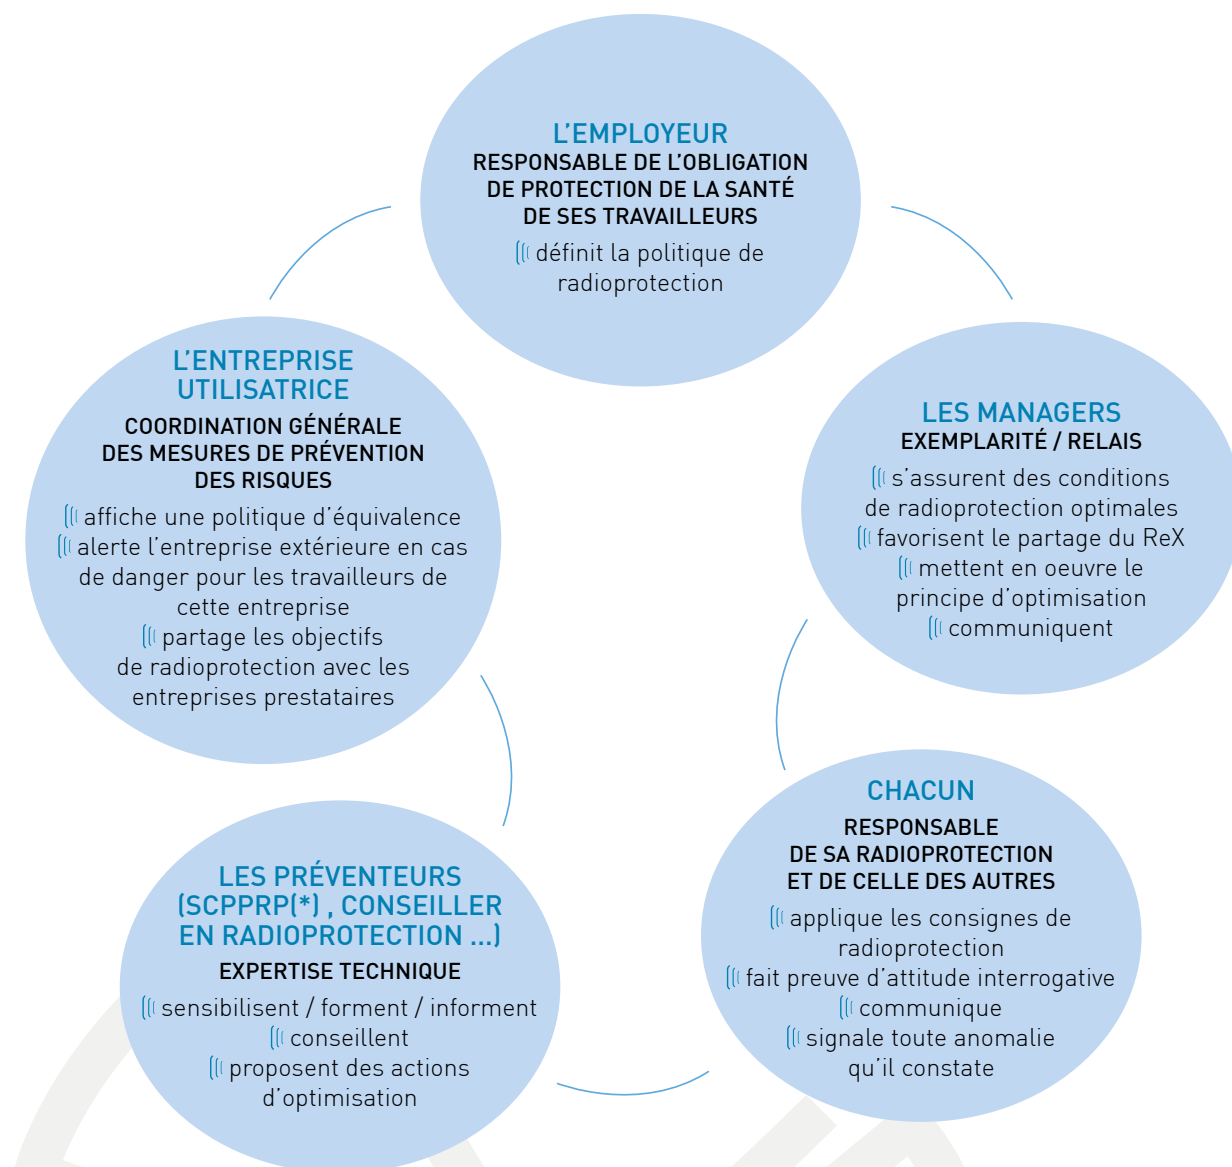 L'EMPLOYEUR
RESPONSABLE DE L'OBLIGATION
DE PROTECTION DE LA SANTÉ
DE SES TRAVAILLEURS
définit la politique de
radioprotection
L'ENTREPRISE
UTILISATRICE
COORDINATION GÉNÉRALE
DES MESURES DE PRÉVENTION
DES RISQUES
affiche une politique d'équivalence
alerte l'entreprise extérieure en cas
de danger pour les travailleurs de
cette entreprise
partage les objectifs
de radioprotection avec les
entreprises prestataires
LES MANAGERS
EXEMPLARITÉ / RELAIS
s'assurent des conditions
de radioprotection optimales
favorisent le partage du ReX
mettent en oeuvre le
principe d'optimisation
communiquent
CHACUN
RESPONSABLE
DE SA RADIOPROTECTION
ET DE CELLE DES AUTRES
applique les consignes de
radioprotection
fait preuve d'attitude interrogative
communique
signale toute anomalie
qu'il constate
LES PRÉVENTEURS
(SCPPRP(*) , CONSEILLER
EN RADIOPROTECTION ...)
EXPERTISE TECHNIQUE
sensibilisent / forment / informent
conseillent
proposent des actions
d'optimisation